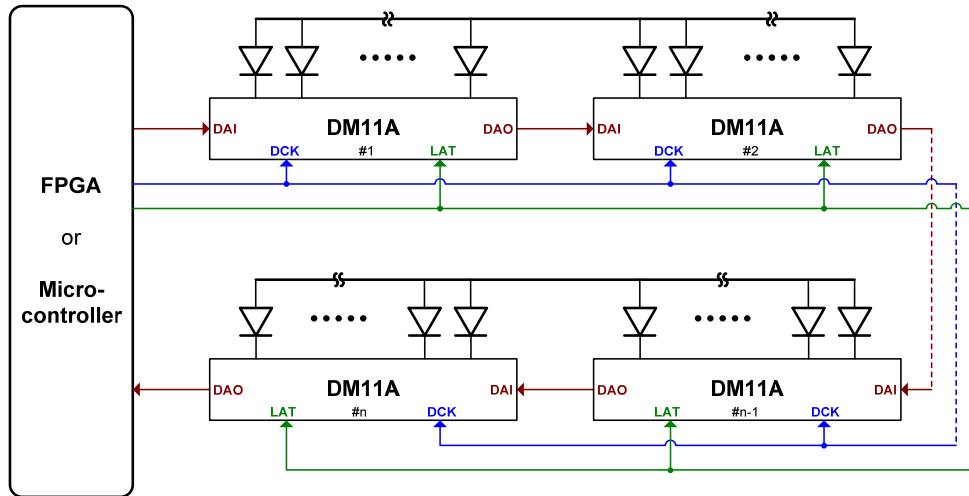 FPGA
or
Micro-
controller
DAI DM11A DAO
DCK #1 LAT
DAI DM11A DAO
DCK #2 LAT
DAO DM11A DAI
LAT #n DCK
DAO DM11A DAI
LAT #n-1 DCK